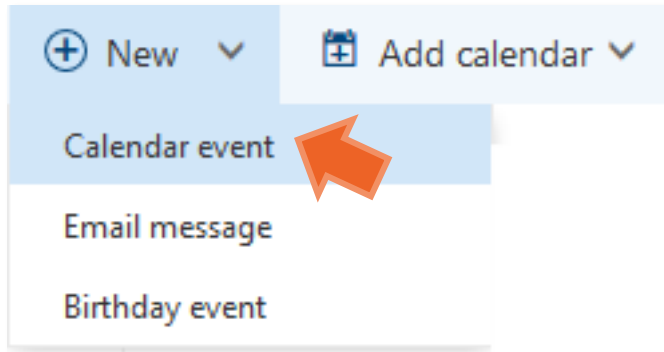 New Add calendar
Calendar event
Email message
Birthday event